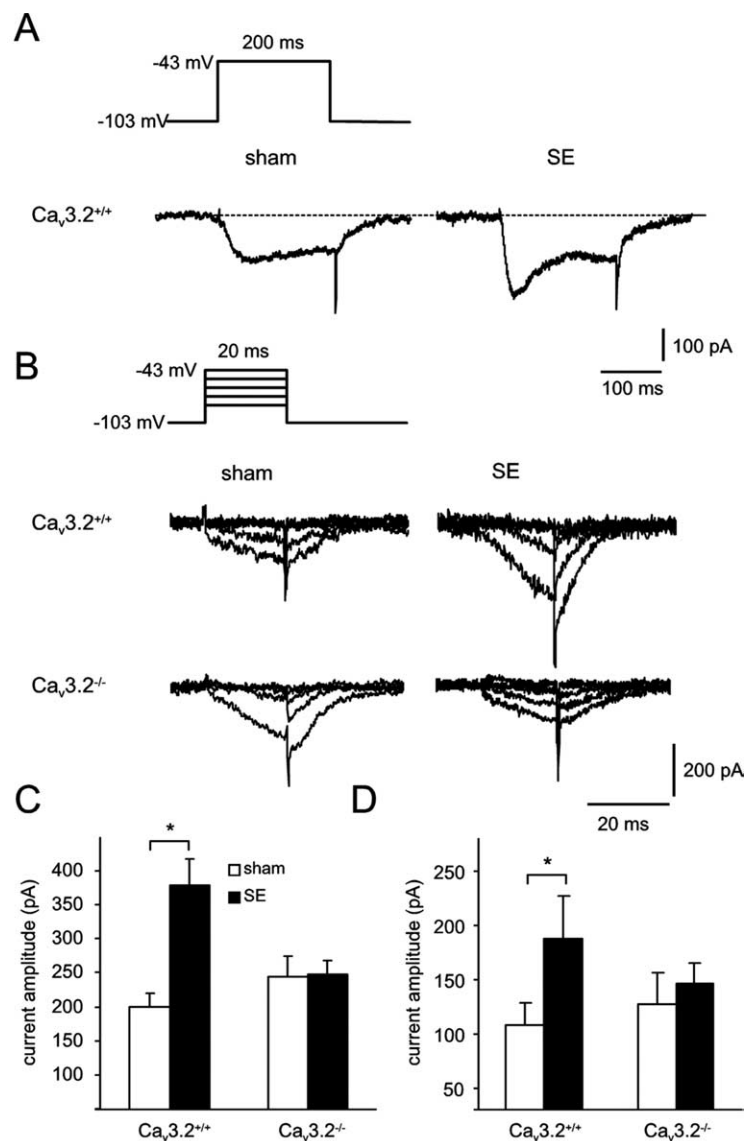 A
200 ms
-43 mV
-103 mV
sham SE
Cav3.2+/+
100 pA
100 ms
B
20 ms
-43 mV
-103 mV
sham SE
Cav3.2+/+
Cav3.2-/-
200 pA
20 ms
C
*
sham
SE
400
350
300
250
200
150
100
50
current amplitude (pA)
Cav3.2+/+ Cav3.2-/-
D
*
250
200
150
100
50
current amplitude (pA)
Cav3.2+/+ Cav3.2-/-